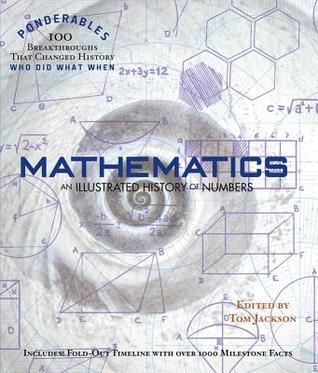 PONDERABLES
100
BREAKTHROUGHS
THAT CHANGED HISTORY
WHO DID WHAT WHEN
2x+3y=12
MATHEMATICS
AN ILLUSTRATED HISTORY OF NUMBERS
EDITED BY
TOM JACKSON
INCLUDES: FOLD-OUT TIMELINE WITH OVER 1000 MILESTONE FACTS